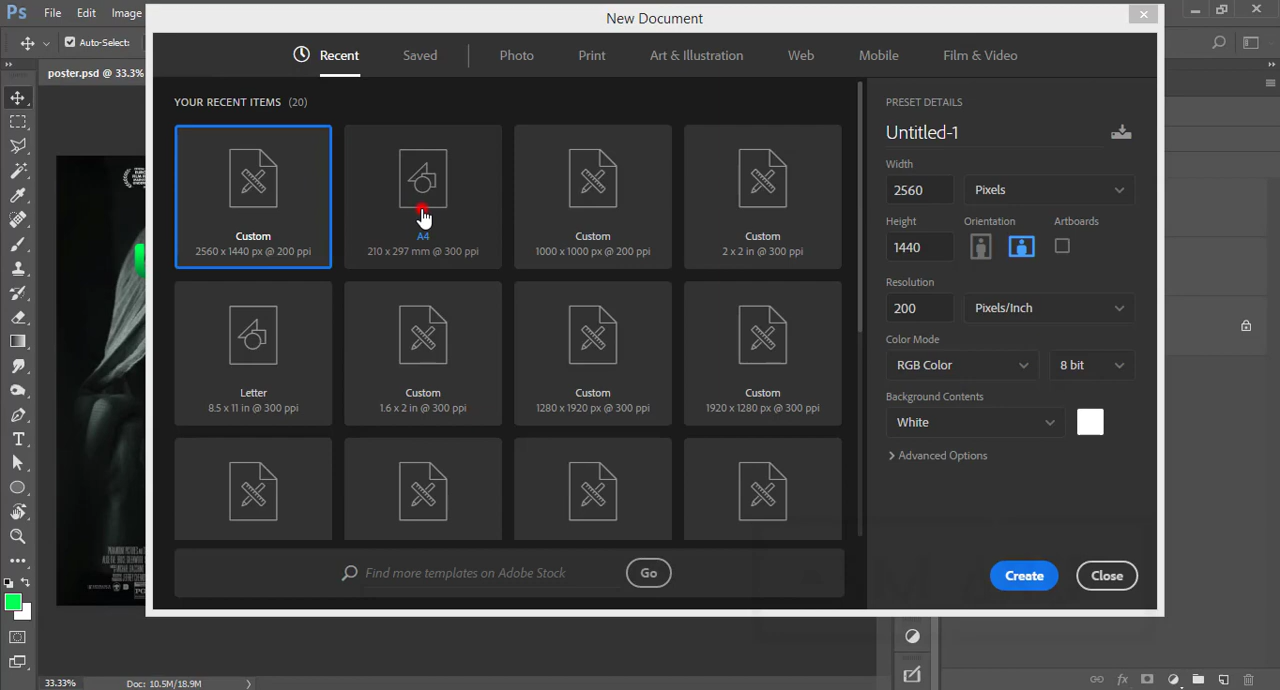 Ps File Edit Image
New Document
Auto-Select:
poster.psd @ 33.3%
Recent Saved Photo Print Art & Illustration Web Mobile Film & Video
YOUR RECENT ITEMS (20)
Custom
2560 x 1440 px @ 200 ppi
A4
210 x 297 mm @ 300 ppi
Custom
1000 x 1000 px @ 200 ppi
Custom
2 x 2 in @ 300 ppi
Letter
8.5 x 11 in @ 300 ppi
Custom
1.6 x 2 in @ 300 ppi
Custom
1280 x 1920 px @ 300 ppi
Custom
1920 x 1280 px @ 300 ppi
Find more templates on Adobe Stock
Go
PRESET DETAILS
Untitled-1
Width
2560 Pixels
Height Orientation Artboards
1440
Resolution
200 Pixels/Inch
Color Mode
RGB Color 8 bit
Background Contents
White
Advanced Options
Create Close
33.33% Doc: 10.5M/18.9M